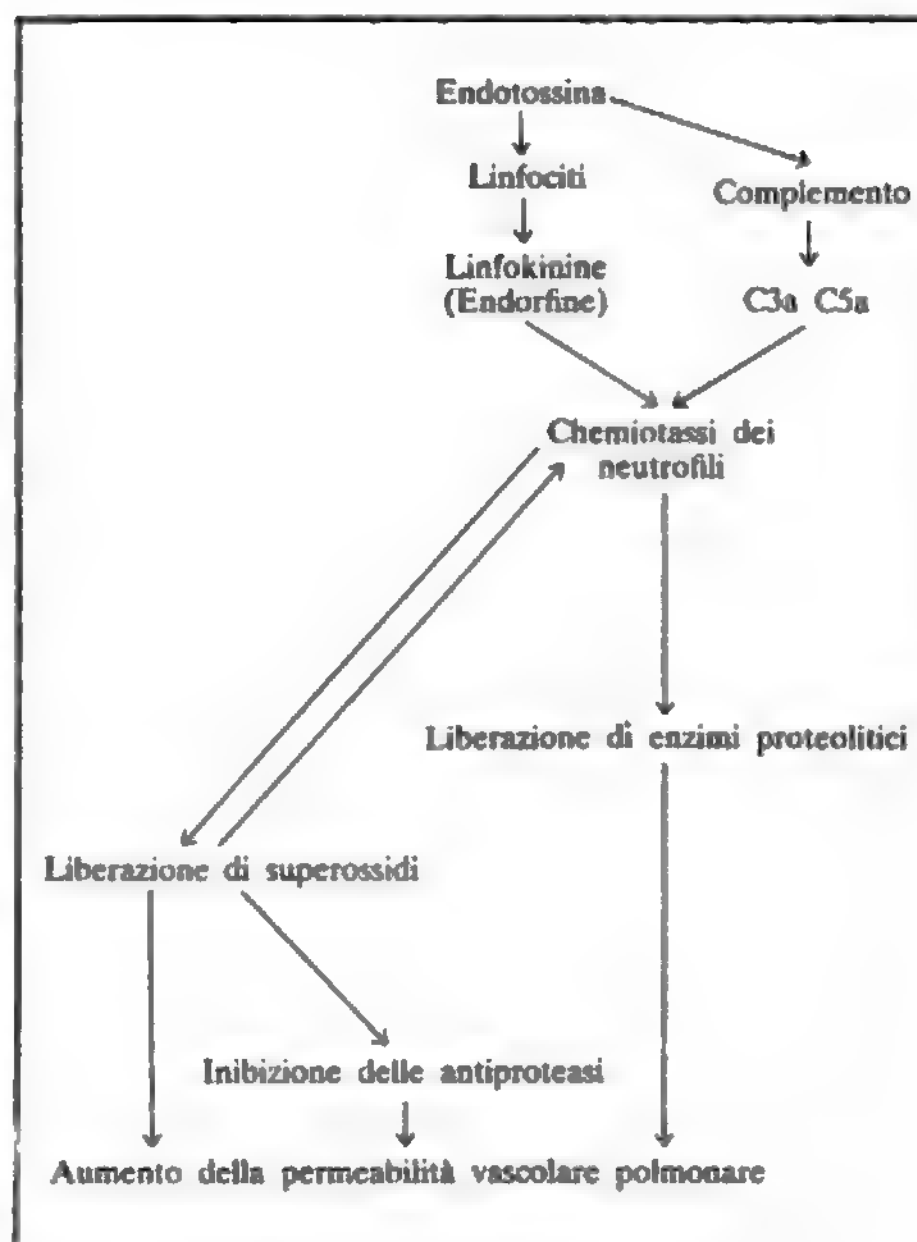 Endotossina
Linfociti
Complemento
Linfokinine
(Endorfine)
C3a C5a
Chemiotassi dei
neutrofili
Liberazione di enzimi proteolitici
Liberazione di superossidi
Inibizione delle antiproteasi
Aumento della permeabilità vascolare polmonare